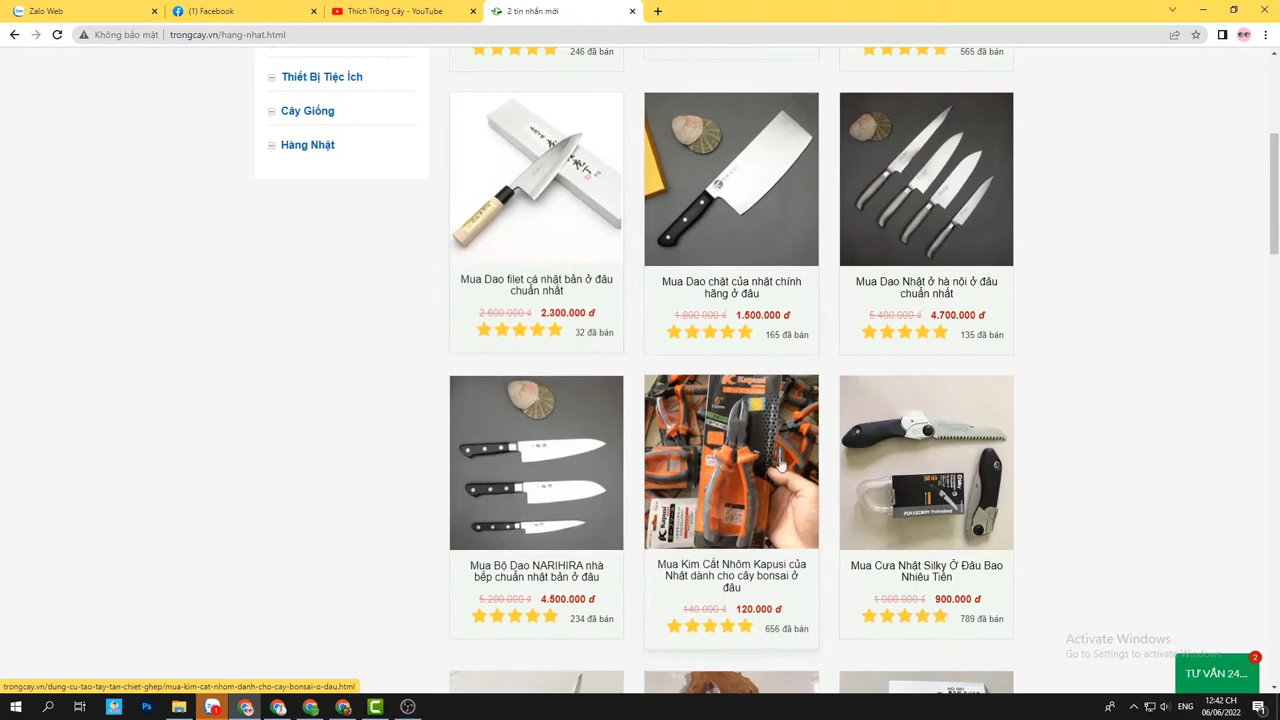 Zalo Web
(1) Facebook
Thích Trồng Cây - YouTube
2 tin nhắn mới
Không bảo mật | trongcay.vn/hang-nhat.html
246 đã bán
565 đã bán
Thiết Bị Tiệc Ích
Cây Giống
Hàng Nhật
Mua Dao filet cá nhật bản ở đâu
chuẩn nhất
2.600.000 ₫ 2.300.000 đ
32 đã bán
Mua Dao chặt của nhật chính
hãng ở đâu
1.800.000 ₫ 1.500.000 đ
165 đã bán
Mua Dao Nhật ở hà nội ở đâu
chuẩn nhất
5.400.000 ₫ 4.700.000 đ
135 đã bán
Kapusi
6"
Kapusi
Silky
POCKETBOY Professional
Mua Bộ Dao NARIHIRA nhà
bếp chuẩn nhật bản ở đâu
5.200.000 ₫ 4.500.000 đ
234 đã bán
Mua Kim Cắt Nhôm Kapusi của
Nhật dành cho cây bonsai ở
đâu
140.000 ₫ 120.000 đ
656 đã bán
Mua Cưa Nhật Silky Ở Đâu Bao
Nhiêu Tiền
1.000.000 ₫ 900.000 đ
789 đã bán
Activate Windows
Go to Settings to activate Windows.
2
TƯ VẤN 24...
trongcay.vn/dung-cu-tao-tay-tan-chiet-ghep/mua-kim-cat-nhom-danh-cho-cay-bonsai-o-dau.html
ENG
12:42 CH
06/06/2022